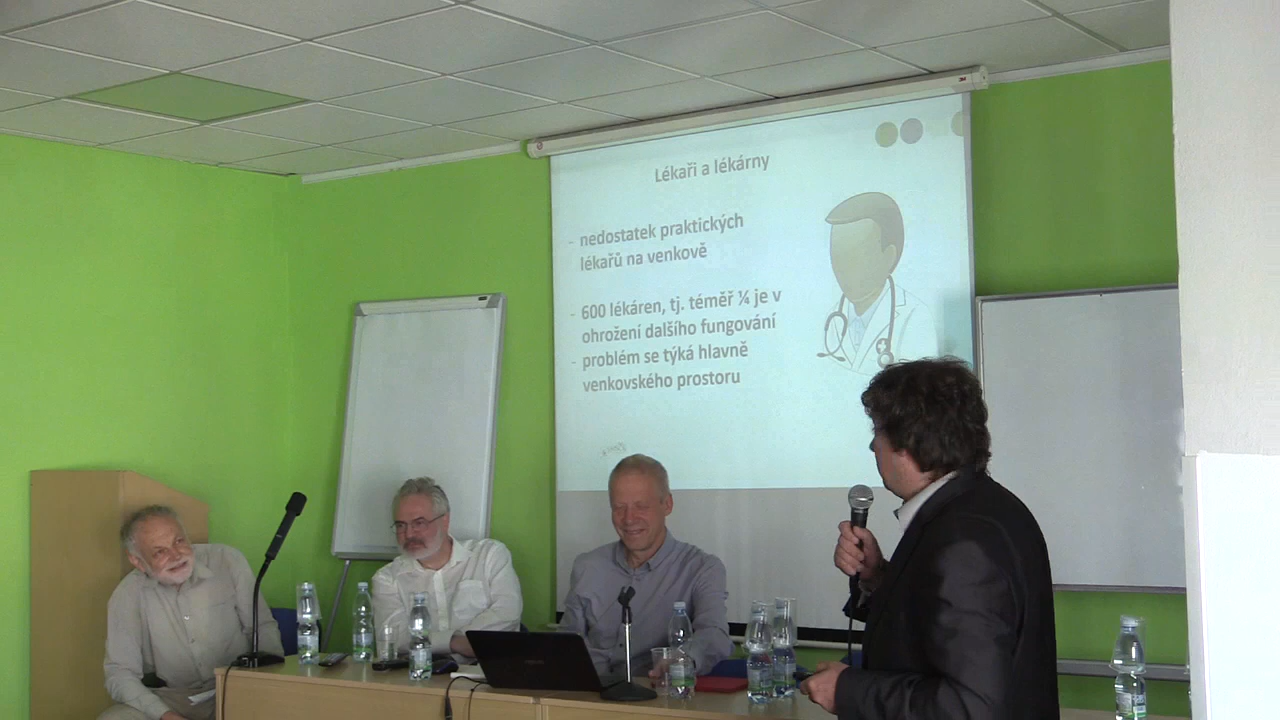 Lékaři a lékárny
- nedostatek praktických
lékařů na venkově
- 600 lékáren, tj. téměř ¼ je v
ohrožení dalšího fungování
- problém se týká hlavně
venkovského prostoru